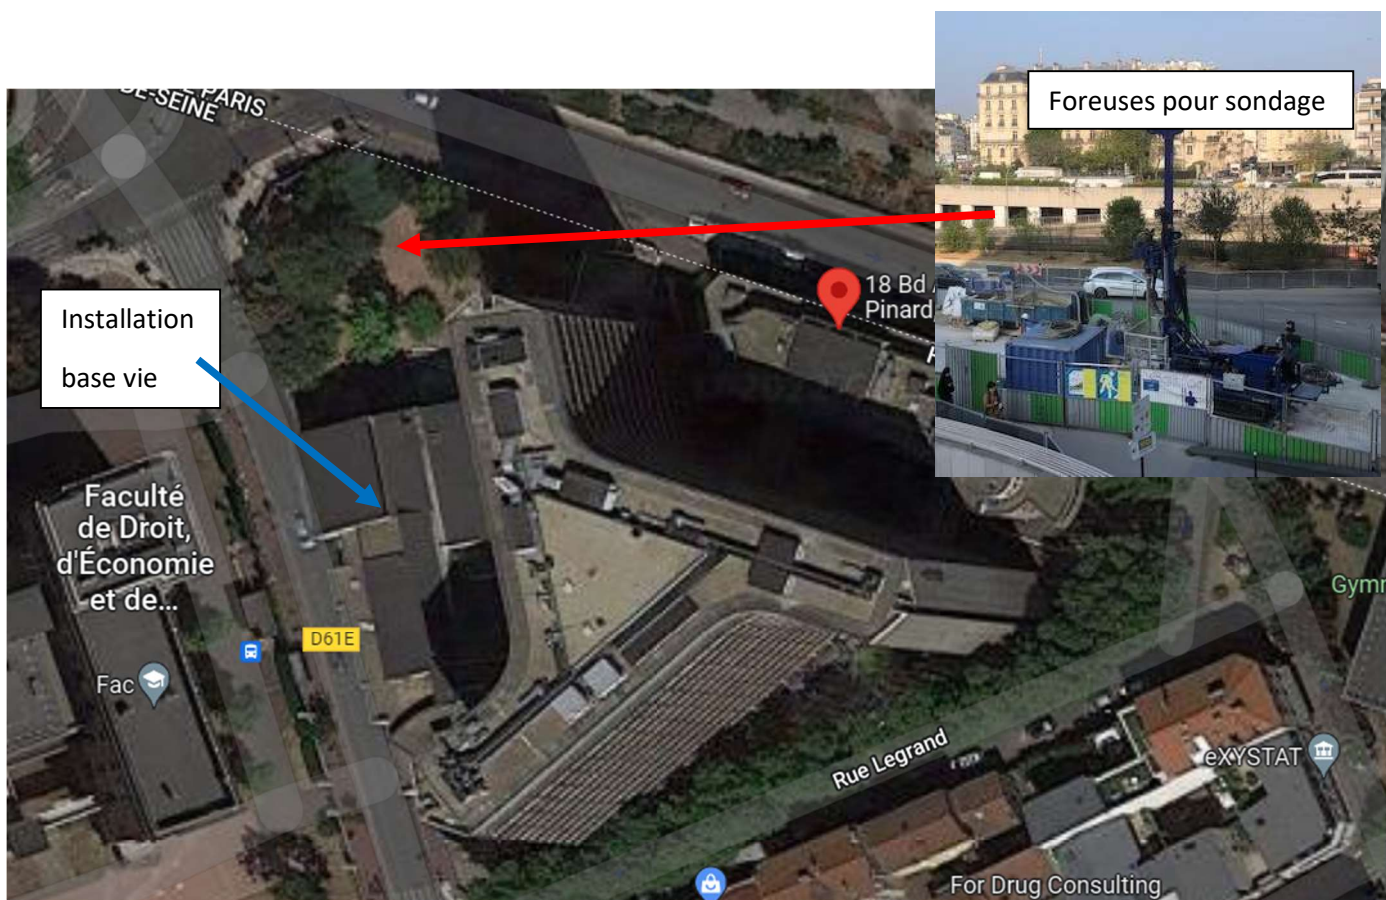 Foreuses pour sondage
PARIS
DE-SEINE
18 Bd
Pinard
Installation
base vie
Faculté
de Droit,
d'Économie
et de...
D61E
Fac
Gymn
Rue Legrand
eXYSTAT
For Drug Consulting